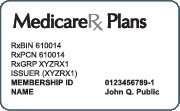 MedicareRx Plans
RxBIN 610014
RxPCN 610014
RxGRP XYZRX1
ISSUER (XYZRX1)
MEMBERSHIP ID 0123456789-1
NAME John Q. Public